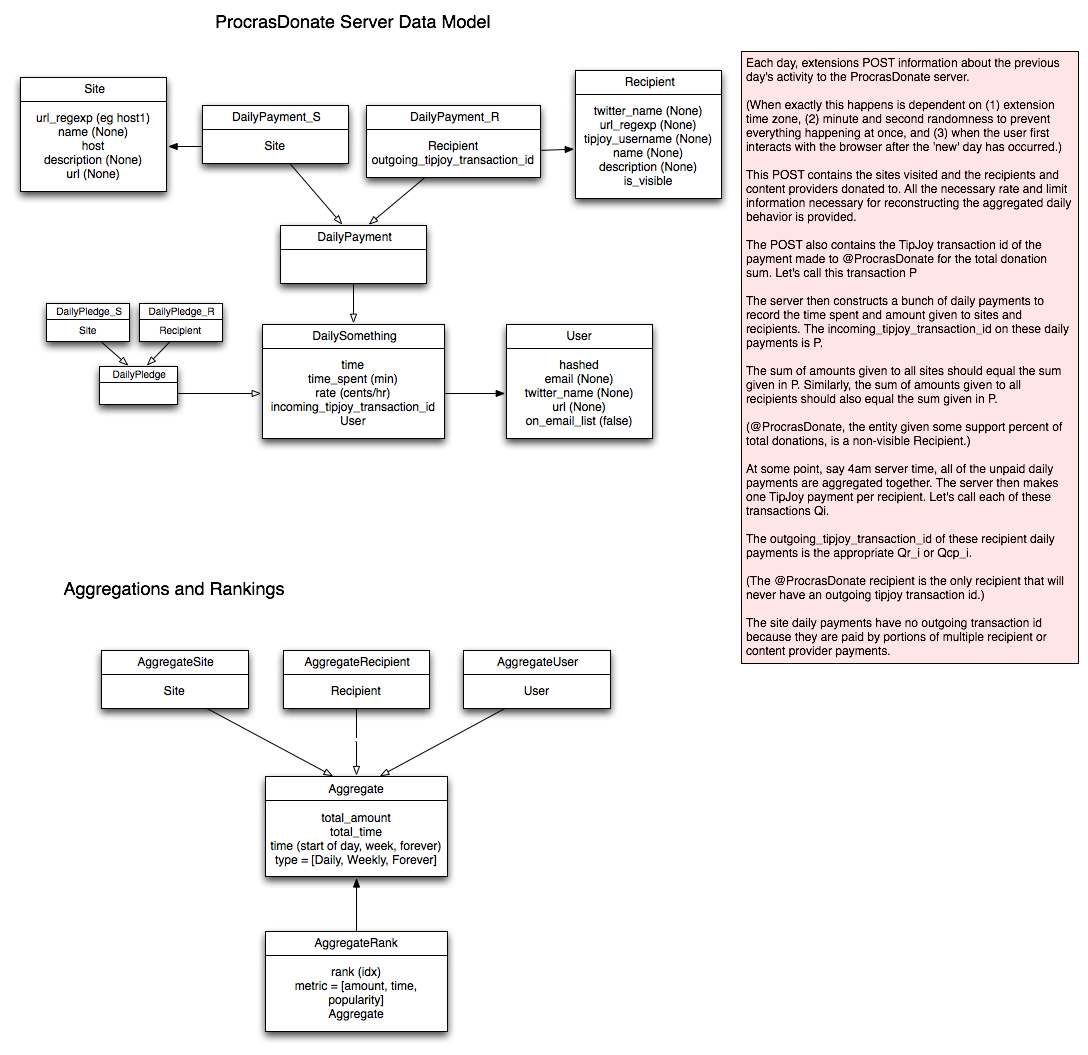 ProcrasDonate Server Data Model
Site
url_regexp (eg host1)
name (None)
host
description (None)
url (None)
DailyPayment_S
Site
DailyPayment_R
Recipient
outgoing_tipjoy_transaction_id
Recipient
twitter_name (None)
url_regexp (None)
tipjoy_username (None)
name (None)
description (None)
is_visible
DailyPayment
DailyPledge_S
Site
DailyPledge_R
Recipient
DailyPledge
DailySomething
time
time_spent (min)
rate (cents/hr)
incoming_tipjoy_transaction_id
User
User
hashed
email (None)
twitter_name (None)
url (None)
on_email_list (false)
Each day, extensions POST information about the previous
day's activity to the ProcrasDonate server.
(When exactly this happens is dependent on (1) extension
time zone, (2) minute and second randomness to prevent
everything happening at once, and (3) when the user first
interacts with the browser after the 'new' day has occurred.)
This POST contains the sites visited and the recipients and
content providers donated to. All the necessary rate and limit
information necessary for reconstructing the aggregated daily
behavior is provided.
The POST also contains the TipJoy transaction id of the
payment made to @ProcrasDonate for the total donation
sum. Let's call this transaction P
The server then constructs a bunch of daily payments to
record the time spent and amount given to sites and
recipients. The incoming_tipjoy_transaction_id on these daily
payments is P.
The sum of amounts given to all sites should equal the sum
given in P. Similarly, the sum of amounts given to all
recipients should also equal the sum given in P.
(@ProcrasDonate, the entity given some support percent of
total donations, is a non-visible Recipient.)
At some point, say 4am server time, all of the unpaid daily
payments are aggregated together. The server then makes
one TipJoy payment per recipient. Let's call each of these
transactions Qi.
The outgoing_tipjoy_transaction_id of these recipient daily
payments is the appropriate Qr_i or Qcp_i.
(The @ProcrasDonate recipient is the only recipient that will
never have an outgoing tipjoy transaction id.)
The site daily payments have no outgoing transaction id
because they are paid by portions of multiple recipient or
content provider payments.
Aggregations and Rankings
AggregateSite
Site
AggregateRecipient
Recipient
AggregateUser
User
Aggregate
total_amount
total_time
time (start of day, week, forever)
type = [Daily, Weekly, Forever]
AggregateRank
rank (idx)
metric = [amount, time,
popularity]
Aggregate